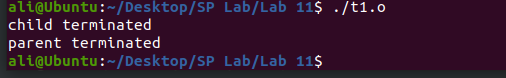 ali@Ubuntu:~/Desktop/SP Lab/Lab 11$ ./t1.o
child terminated
parent terminated
ali@Ubuntu:~/Desktop/SP Lab/Lab 11$